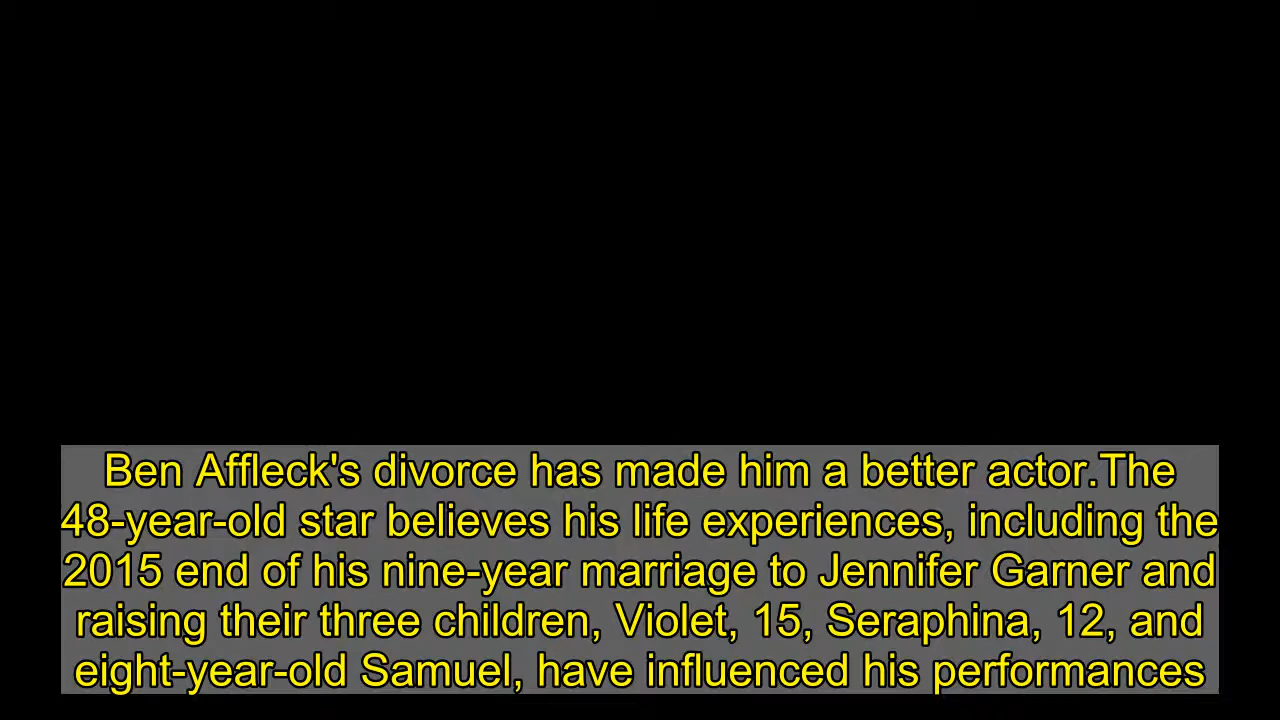 Ben Affleck's divorce has made him a better actor.The
48-year-old star believes his life experiences, including the
2015 end of his nine-year marriage to Jennifer Garner and
raising their three children, Violet, 15, Seraphina, 12, and
eight-year-old Samuel, have influenced his performances